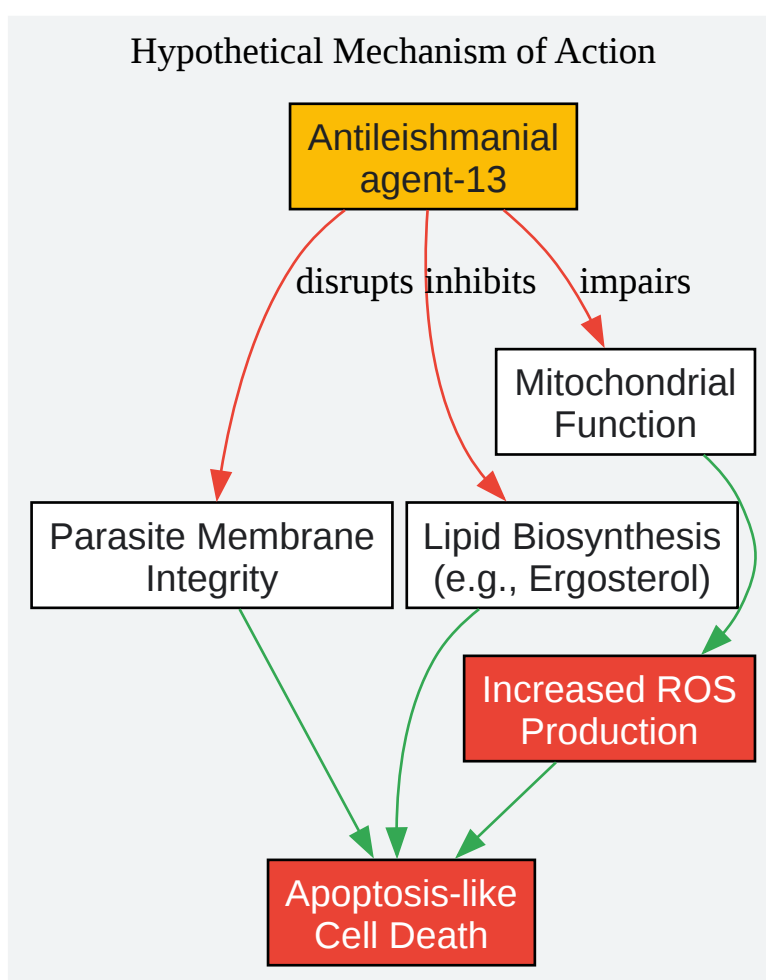 Hypothetical Mechanism of Action
Antileishmanial
agent-13
disrupts
inhibits
impairs
Mitochondrial
Function
Parasite Membrane
Integrity
Lipid Biosynthesis
(e.g., Ergosterol)
Increased ROS
Production
Apoptosis-like
Cell Death